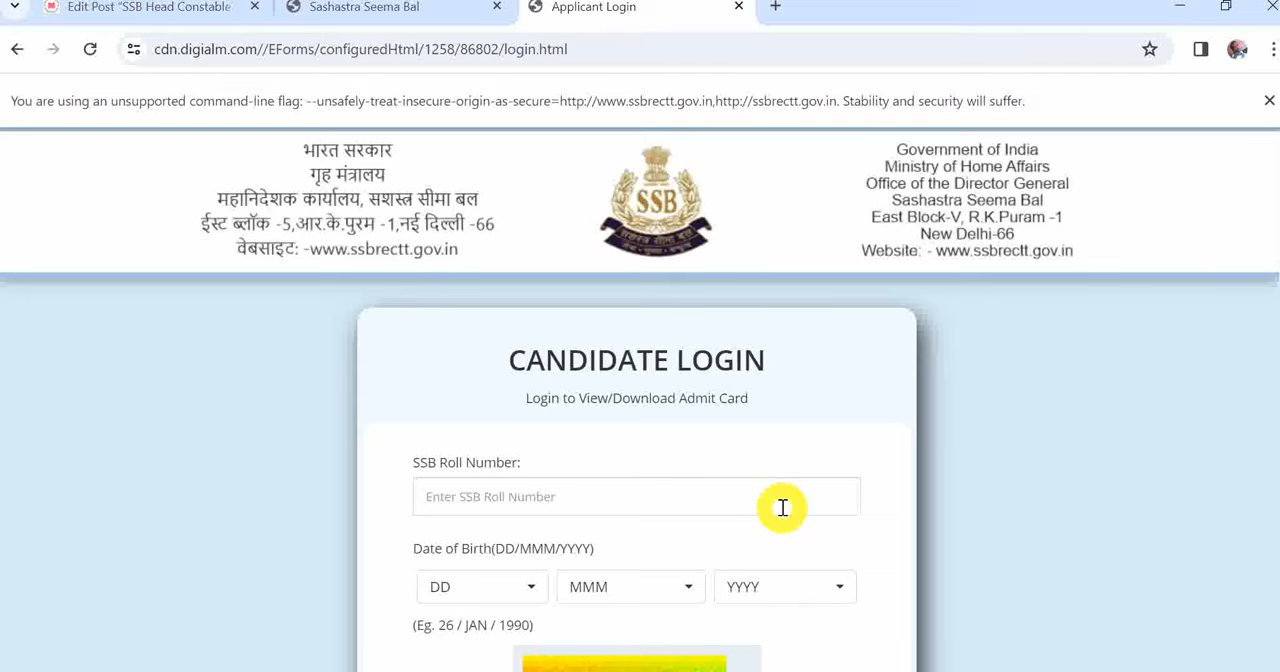 Edit Post "SSB Head Constable
Sashastra Seema Bal
Applicant Login
cdn.digialm.com//EForms/configuredHtml/1258/86802/login.html
You are using an unsupported command-line flag: --unsafely-treat-insecure-origin-as-secure=http://www.ssbrectt.gov.in,http://ssbrectt.gov.in. Stability and security will suffer.
भारत सरकार
गृह मंत्रालय
महानिदेशक कार्यालय, सशस्त्र सीमा बल
ईस्ट ब्लॉक -5,आर.के.पुरम -1,नई दिल्ली -66
वेबसाइट: -www.ssbrectt.gov.in
SSB
Government of India
Ministry of Home Affairs
Office of the Director General
Sashastra Seema Bal
East Block-V, R.K.Puram -1
New Delhi-66
Website: - www.ssbrectt.gov.in
CANDIDATE LOGIN
Login to View/Download Admit Card
SSB Roll Number:
Enter SSB Roll Number
Date of Birth(DD/MMM/YYYY)
DD MMM YYYY
(Eg. 26 / JAN / 1990)